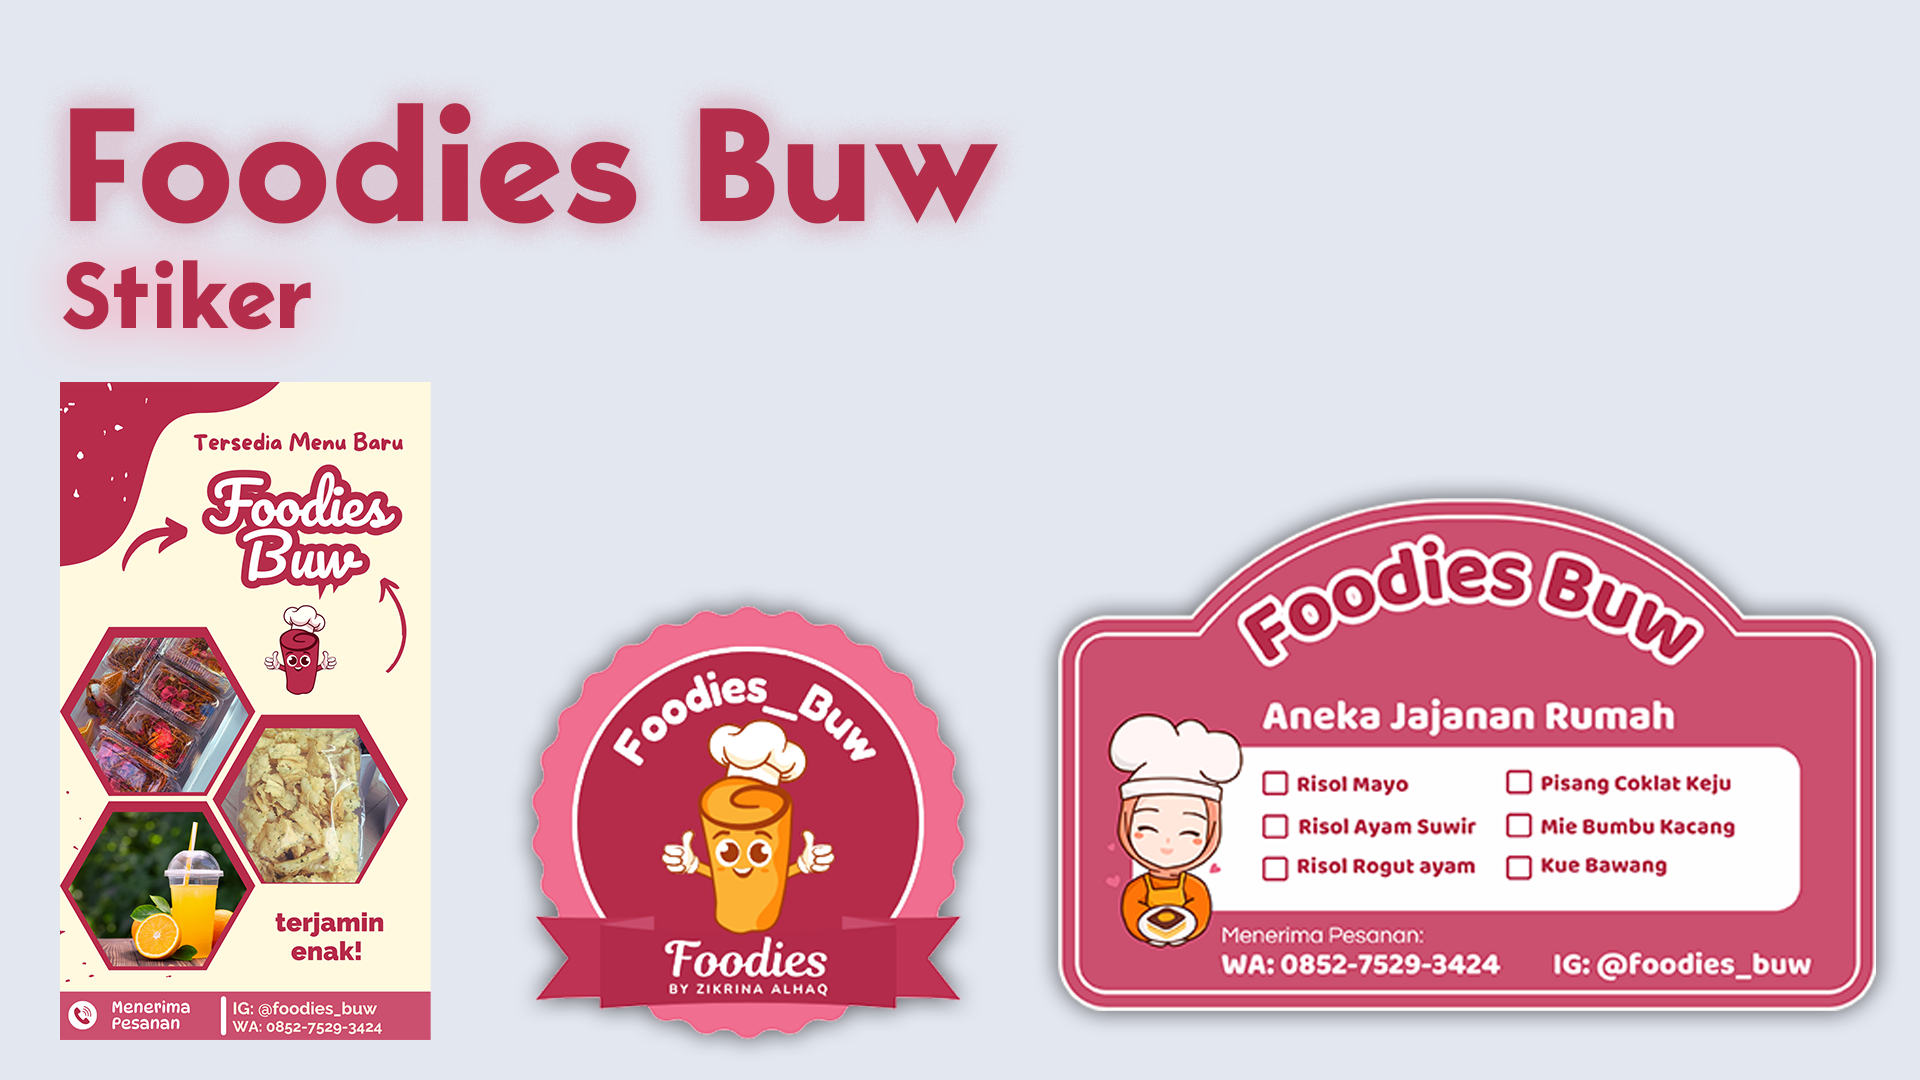 Foodies Buw
Stiker
Tersedia Menu Baru
Foodies
Buw
terjamin
enak!
Menerima
Pesanan
IG: @foodies_buw
WA: 0852-7529-3424
Foodies_Buw
Foodies
BY ZIKRINA ALHAQ
Foodies Buw
Aneka Jajanan Rumah
Risol Mayo
Risol Ayam Suwir
Risol Rogut ayam
Pisang Coklat Keju
Mie Bumbu Kacang
Kue Bawang
Menerima Pesanan:
WA: 0852-7529-3424
IG: @foodies_buw